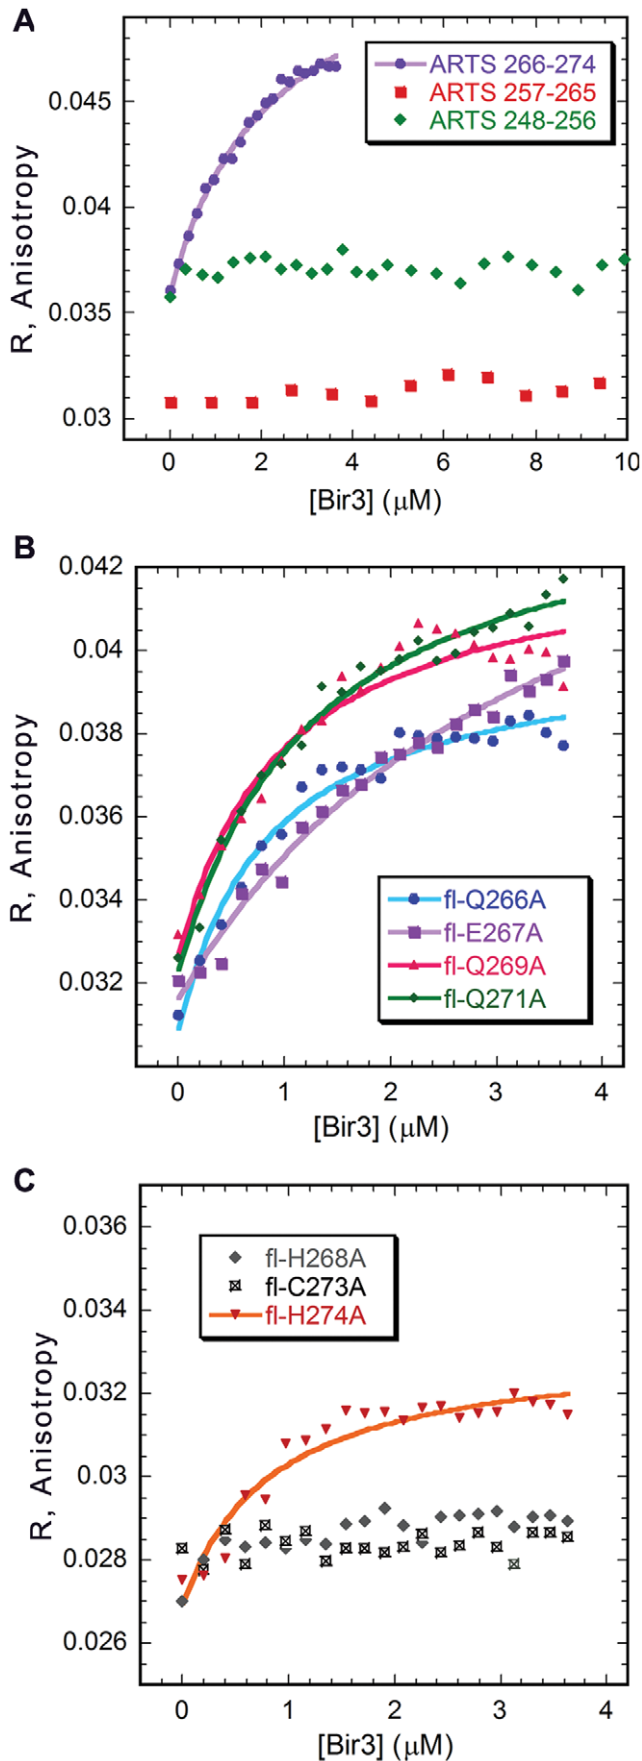 A
0.045
0.04
0.035
0.03
R, Anisotropy
ARTS 266-274
ARTS 257-265
ARTS 248-256
0 2 4 6 8 10
[Bir3] (μM)
B
0.042
0.04
0.038
0.036
0.034
0.032
R, Anisotropy
fl-Q266A
fl-E267A
fl-Q269A
fl-Q271A
0 1 2 3 4
[Bir3] (μM)
C
0.036
0.034
0.032
0.03
0.028
0.026
R, Anisotropy
fl-H268A
fl-C273A
fl-H274A
0 1 2 3 4
[Bir3] (μM)